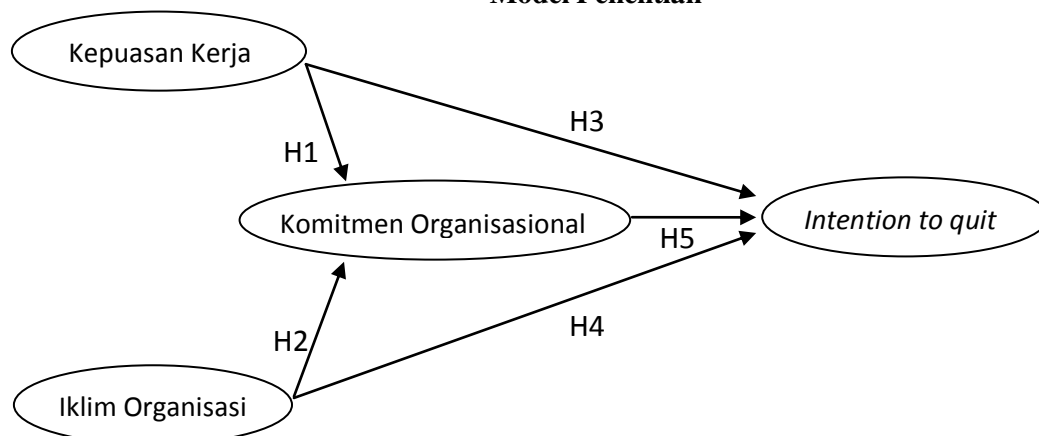 Model Penelitian
Kepuasan Kerja
H3
H1
Komitmen Organisasional
Intention to quit
H5
H4
H2
Iklim Organisasi